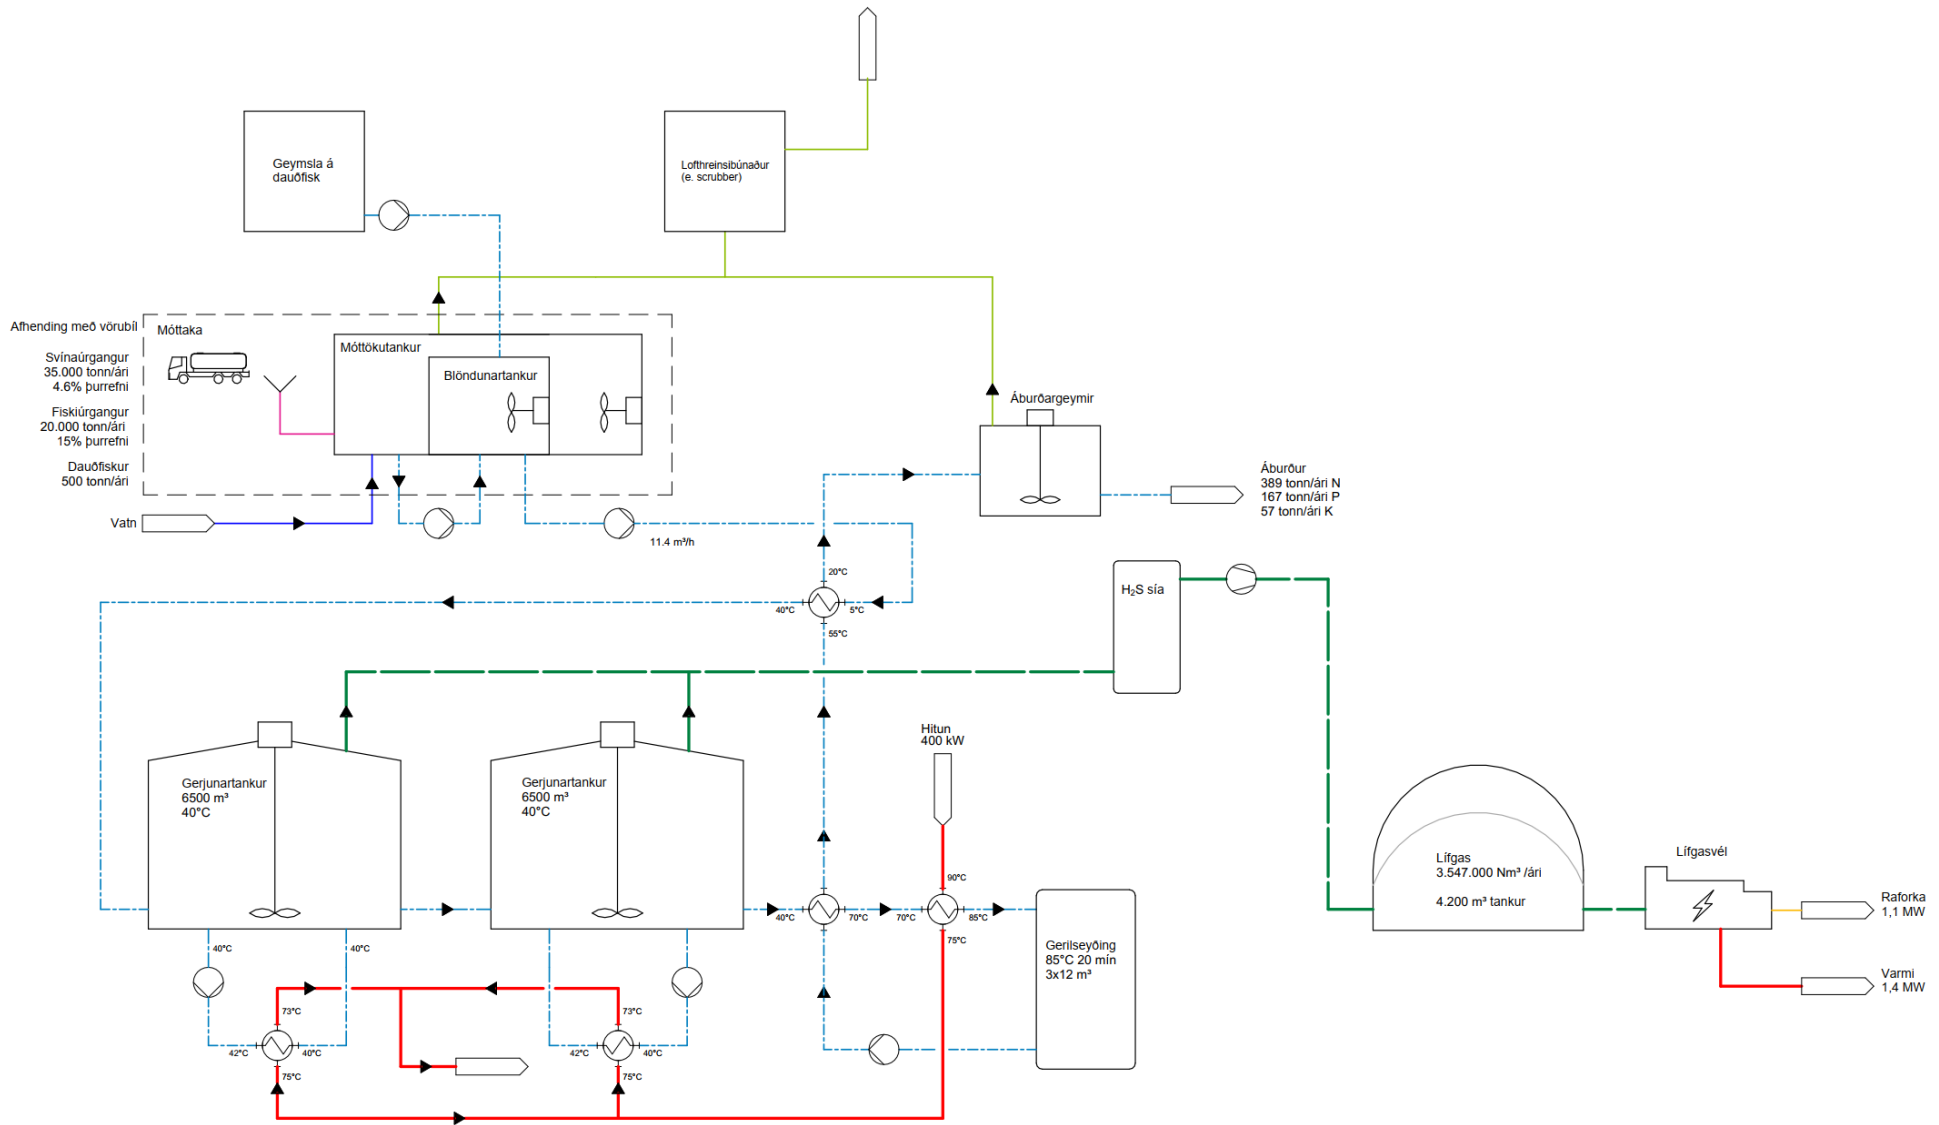 Geymsla á
dauðfisk
Lofthreinsibúnaður
(e. scrubber)
Afhending með vörubíl
Móttaka
Svínaúrgangur
35.000 tonn/ári
4.6% þurrefni
Fiskiúrgangur
20.000 tonn/ári
15% þurrefni
Dauðfiskur
500 tonn/ári
Móttökutankur
Blöndunartankur
Vatn
11.4 m³/h
Áburðargeymir
Áburður
389 tonn/ári N
167 tonn/ári P
57 tonn/ári K
20°C
40°C
5°C
55°C
H₂S sía
Hitun
400 kW
Gerjunartankur
6500 m³
40°C
Gerjunartankur
6500 m³
40°C
90°C
40°C
70°C
70°C
85°C
75°C
Gerilseyðing
85°C 20 mín
3x12 m³
Lífgas
3.547.000 Nm³ /ári
4.200 m³ tankur
Lífgasvél
Raforka
1,1 MW
Varmi
1,4 MW
40°C
40°C
73°C
42°C
40°C
75°C
73°C
42°C
40°C
75°C